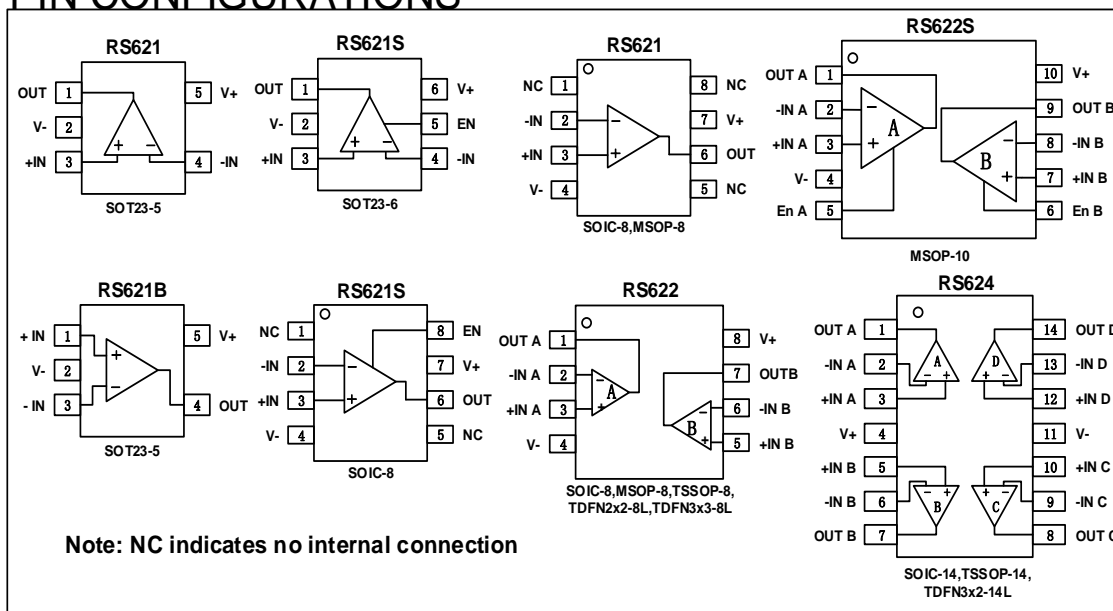 PIN CONFIGURATIONS
RS621
OUT 1 5 V+
V- 2
+IN 3 + - 4 -IN
SOT23-5
RS621S
OUT 1 6 V+
V- 2 5 EN
+IN 3 + - 4 -IN
SOT23-6
RS621
NC 1 8 NC
-IN 2 - 7 V+
+IN 3 + 6 OUT
V- 4 5 NC
SOIC-8,MSOP-8
RS622S
OUT A 1 10 V+
-IN A 2 - A 9 OUT B
+IN A 3 + - 8 -IN B
V- 4 B + 7 +IN B
En A 5 6 En B
MSOP-10
RS621B
+ IN 1 + 5 V+
V- 2
- IN 3 - 4 OUT
SOT23-5
RS621S
NC 1 8 EN
-IN 2 - 7 V+
+IN 3 + 6 OUT
V- 4 5 NC
SOIC-8
RS622
OUT A 1 8 V+
-IN A 2 - A 7 OUTB
+IN A 3 + - 6 -IN B
V- 4 B + 5 +IN B
SOIC-8,MSOP-8,TSSOP-8,
TDFN2x2-8L,TDFN3x3-8L
RS624
OUT A 1 14 OUT D
-IN A 2 A D 13 -IN D
+IN A 3 - + + - 12 +IN D
V+ 4 11 V-
+IN B 5 10 +IN C
-IN B 6 - + + - 9 -IN C
OUT B 7 B C 8 OUT C
SOIC-14,TSSOP-14,
TDFN3x2-14L
Note: NC indicates no internal connection